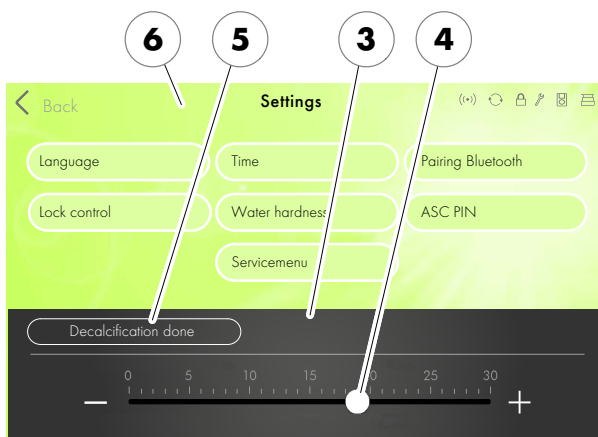 6 5 3 4
Back Settings
Language Time Pairing Bluetooth
Lock control Water hardness ASC PIN
Servicemenu
Decalcification done
0 5 10 15 20 25 30